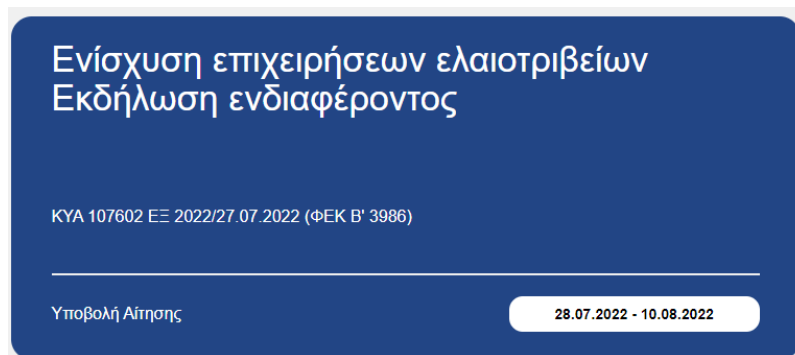 Ενίσχυση επιχειρήσεων ελαιοτριβείων
Εκδήλωση ενδιαφέροντος
ΚΥΑ 107602 ΕΞ 2022/27.07.2022 (ΦΕΚ Β' 3986)
Υποβολή Αίτησης
28.07.2022 - 10.08.2022